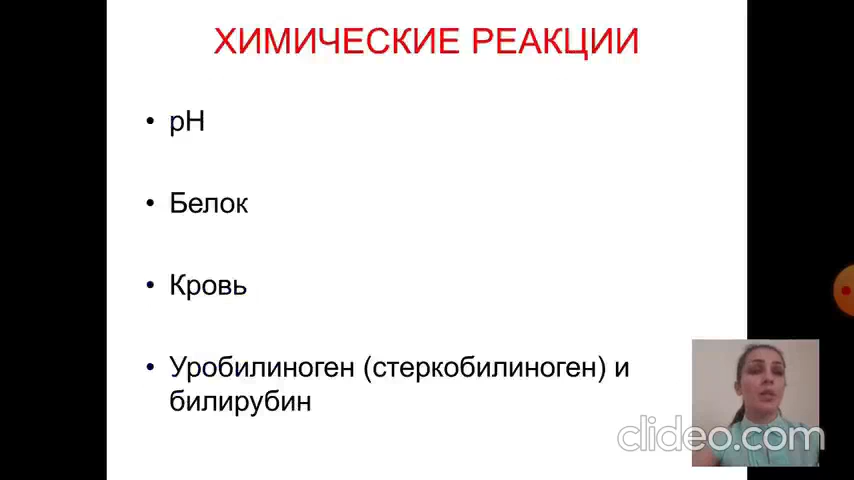 ХИМИЧЕСКИЕ РЕАКЦИИ
• pH
• Белок
• Кровь
• Уробилиноген (стеркобилиноген) и
билирубин
clideo.com